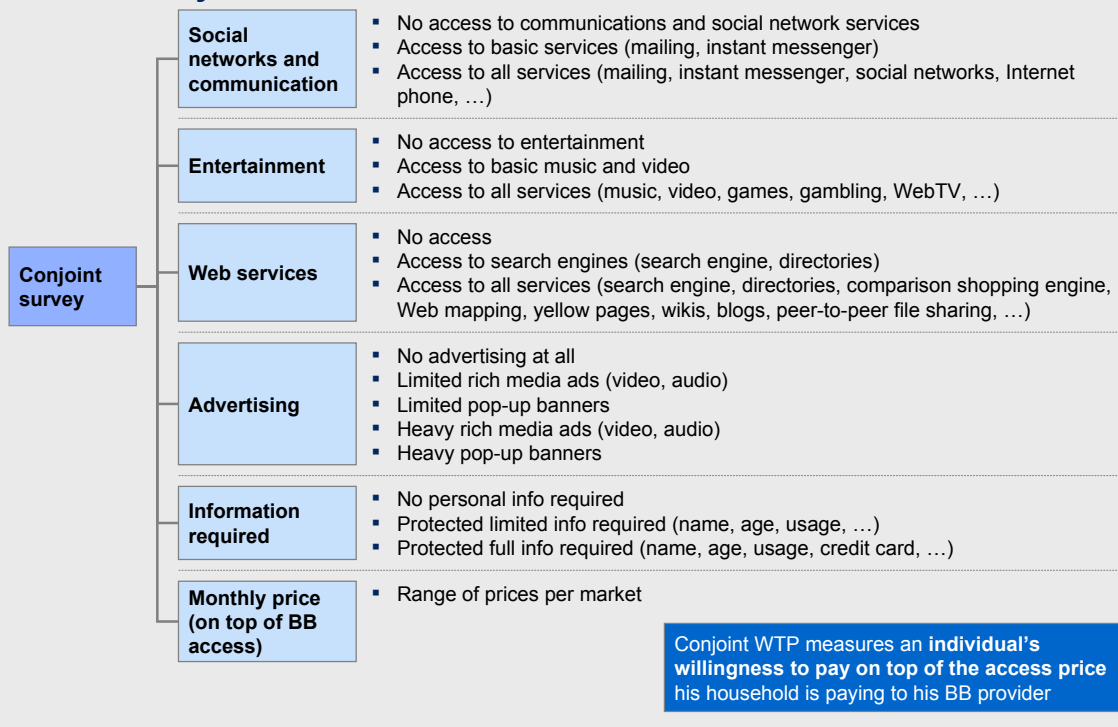 Social
networks and
communication
▪ No access to communications and social network services
▪ Access to basic services (mailing, instant messenger)
▪ Access to all services (mailing, instant messenger, social networks, Internet
phone, …)
Entertainment
▪ No access to entertainment
▪ Access to basic music and video
▪ Access to all services (music, video, games, gambling, WebTV, …)
Conjoint
survey
Web services
▪ No access
▪ Access to search engines (search engine, directories)
▪ Access to all services (search engine, directories, comparison shopping engine,
Web mapping, yellow pages, wikis, blogs, peer-to-peer file sharing, …)
Advertising
▪ No advertising at all
▪ Limited rich media ads (video, audio)
▪ Limited pop-up banners
▪ Heavy rich media ads (video, audio)
▪ Heavy pop-up banners
Information
required
▪ No personal info required
▪ Protected limited info required (name, age, usage, …)
▪ Protected full info required (name, age, usage, credit card, …)
Monthly price
(on top of BB
access)
▪ Range of prices per market
Conjoint WTP measures an individual’s
willingness to pay on top of the access price
his household is paying to his BB provider